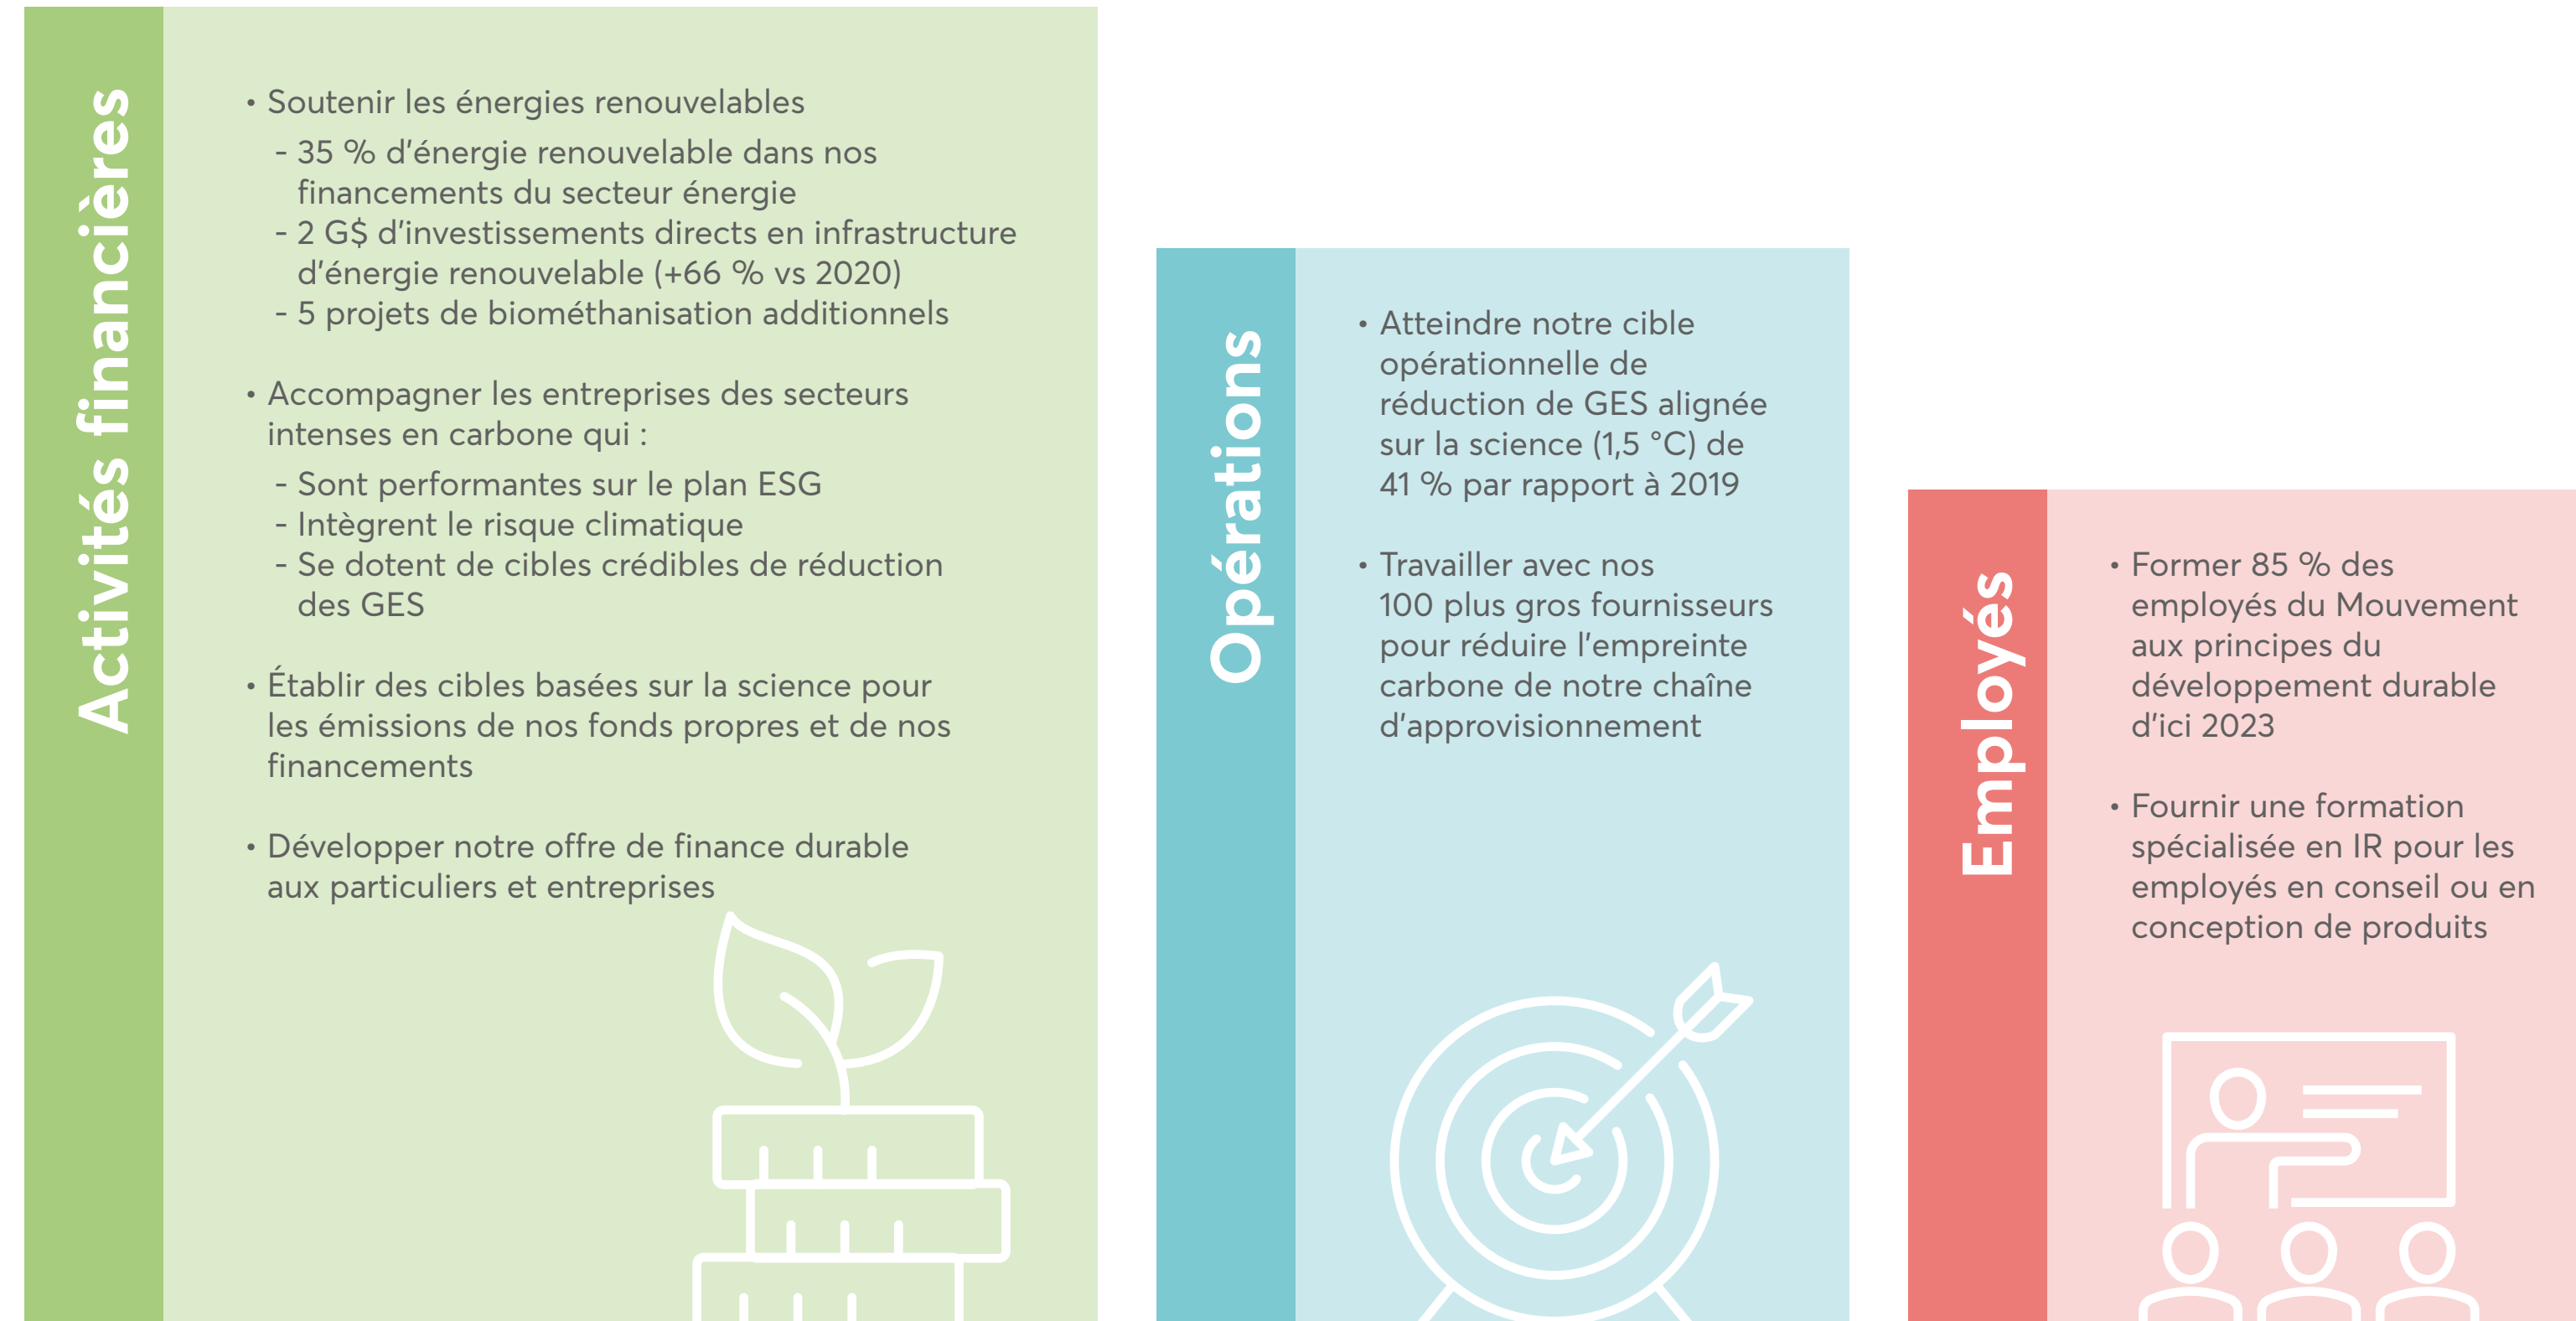 Activités financières
• Soutenir les énergies renouvelables
- 35 % d'énergie renouvelable dans nos
financements du secteur énergie
- 2 G$ d'investissements directs en infrastructure
d'énergie renouvelable (+66 % vs 2020)
- 5 projets de biométhanisation additionnels
• Accompagner les entreprises des secteurs
intenses en carbone qui :
- Sont performantes sur le plan ESG
- Intègrent le risque climatique
- Se dotent de cibles crédibles de réduction
des GES
• Établir des cibles basées sur la science pour
les émissions de nos fonds propres et de nos
financements
• Développer notre offre de finance durable
aux particuliers et entreprises
Opérations
• Atteindre notre cible
opérationnelle de
réduction de GES alignée
sur la science (1,5 °C) de
41 % par rapport à 2019
• Travailler avec nos
100 plus gros fournisseurs
pour réduire l'empreinte
carbone de notre chaîne
d'approvisionnement
Employés
• Former 85 % des
employés du Mouvement
aux principes du
développement durable
d'ici 2023
• Fournir une formation
spécialisée en IR pour les
employés en conseil ou en
conception de produits